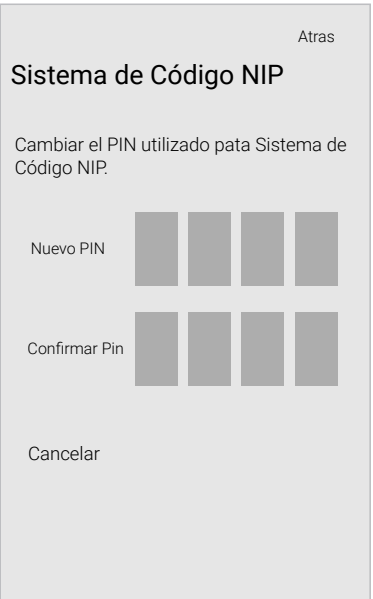 Atras
Sistema de Código NIP
Cambiar el PIN utilizado pata Sistema de
Código NIP.
Nuevo PIN
Confirmar Pin
Cancelar